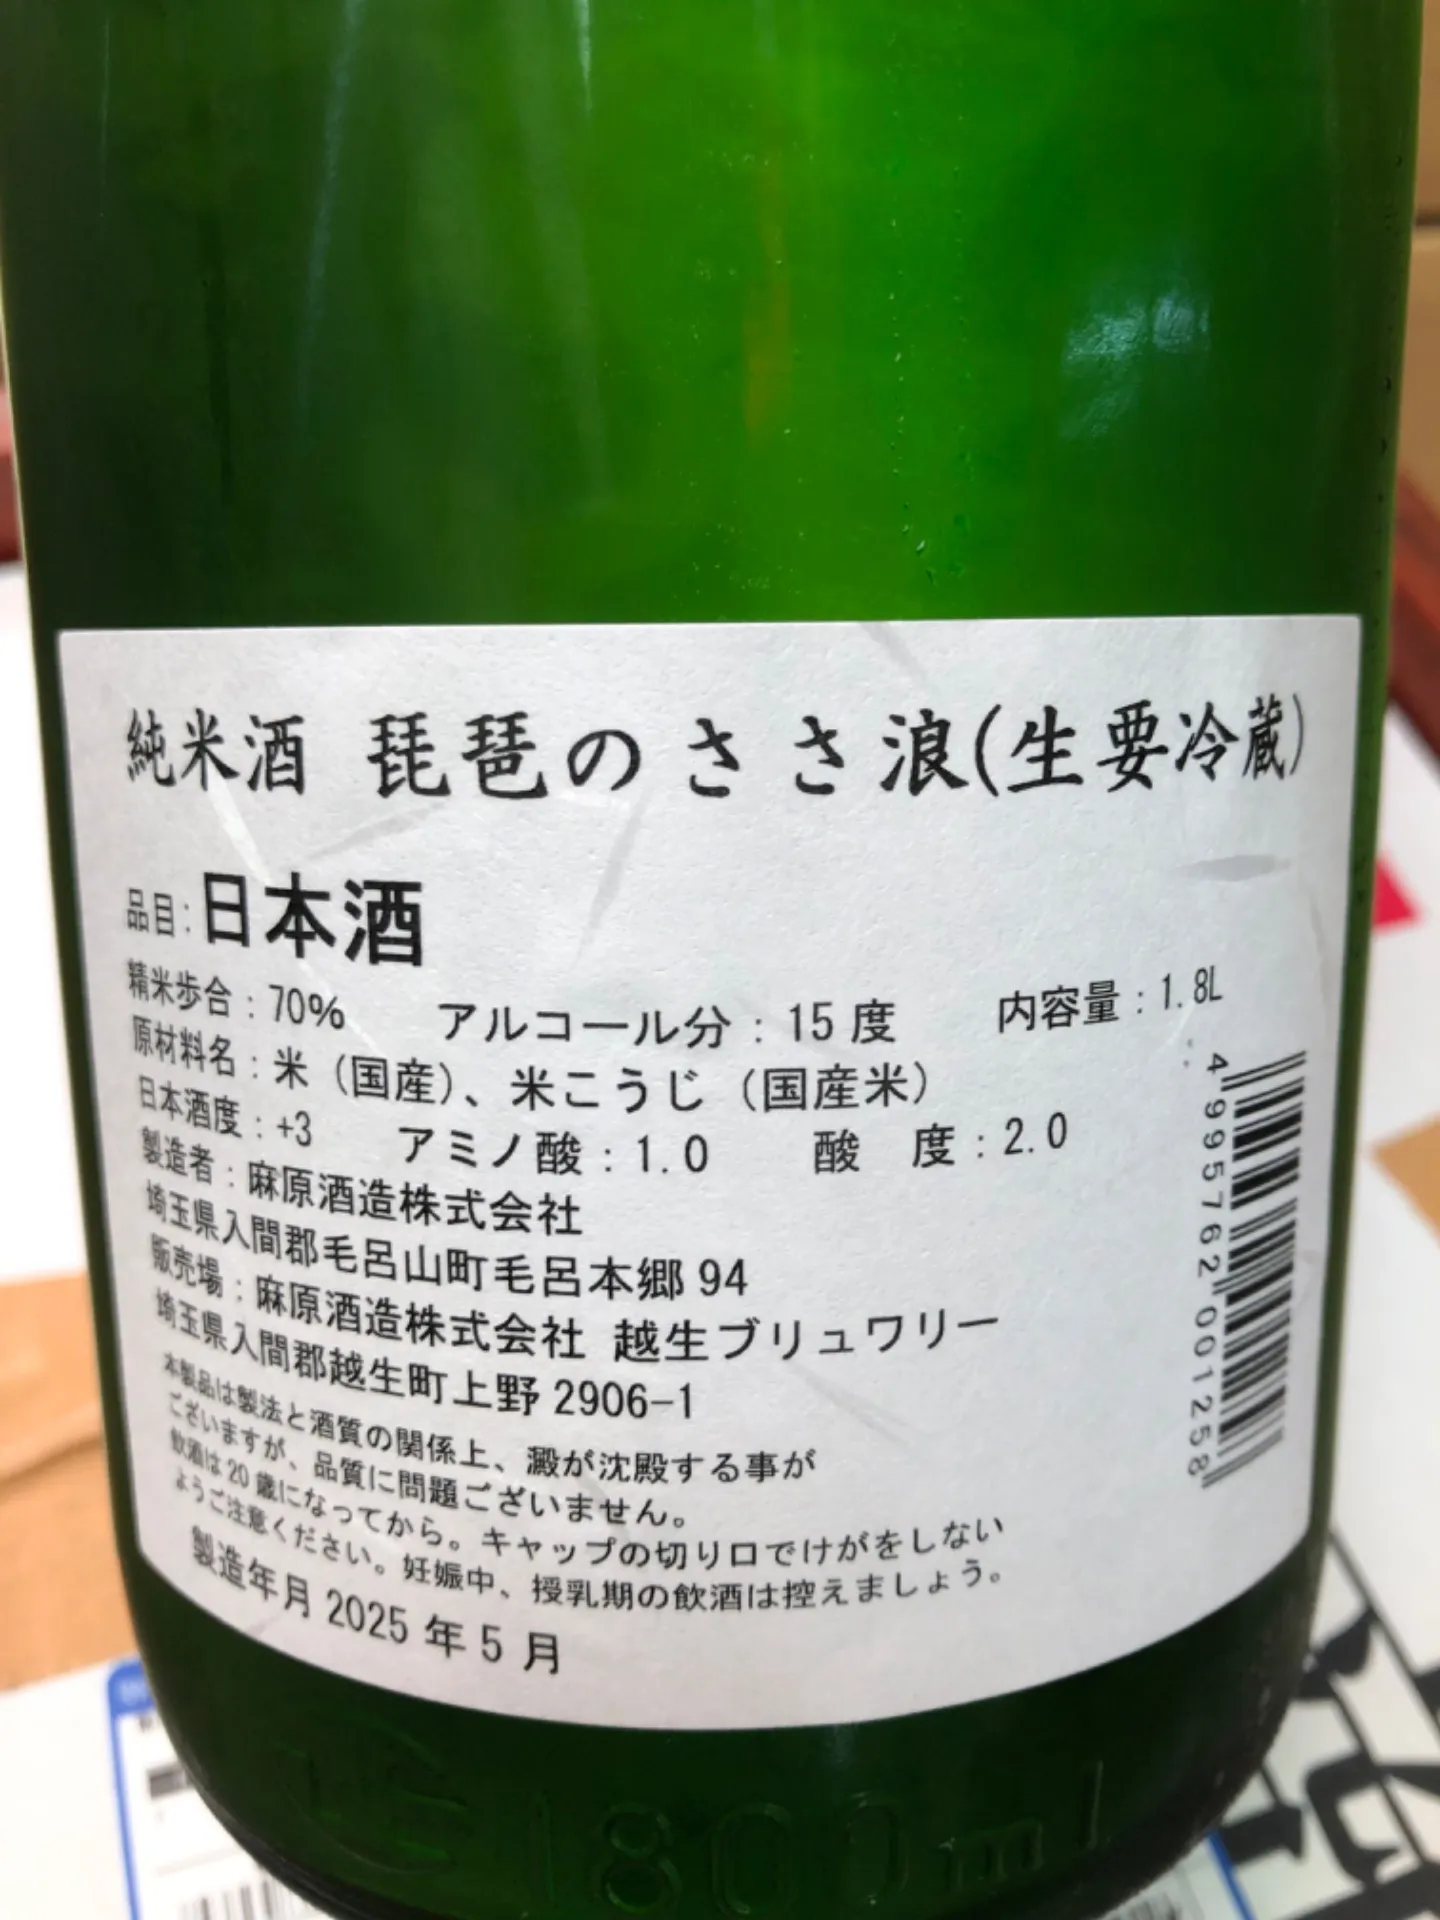 純米酒 琵琶のささ浪(生要冷蔵)
品目:日本酒
精米歩合:70% アルコール分:15度 内容量:1.8L
原材料名:米(国産)、米こうじ(国産米)
日本酒度:+3 アミノ酸:1.0 酸 度:2.0
製造者:麻原酒造株式会社
埼玉県入間郡毛呂山町毛呂本郷94
販売場:麻原酒造株式会社 越生ブリュワリー
埼玉県入間郡越生町上野2906-1
本製品は製法と酒質の関係上、澱が沈殿する事が
ございますが、品質に問題ございません。
飲酒は20歳になってから。キャップの切り口でけがをしない
ようご注意ください。妊娠中、授乳期の飲酒は控えましょう。
製造年月2025年5月
4995762001258
1800ml